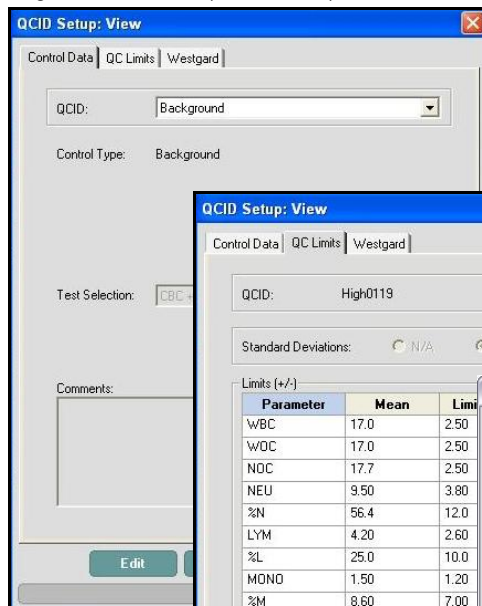 QCID Setup: View
Control Data QC Limits Westgard
QCID: Background
Control Type: Background
Test Selection: CBC +
Comments:
Edit
QCID Setup: View
Control Data QC Limits Westgard
QCID: High0119
Standard Deviations: N/A
Limits (+/-)
Parameter Mean Limi
WBC 17.0 2.50
WOC 17.0 2.50
NOC 17.7 2.50
NEU 9.50 3.80
%N 56.4 12.0
LYM 4.20 2.60
%L 25.0 10.0
MONO 1.50 1.20
%M 8.60 7.00